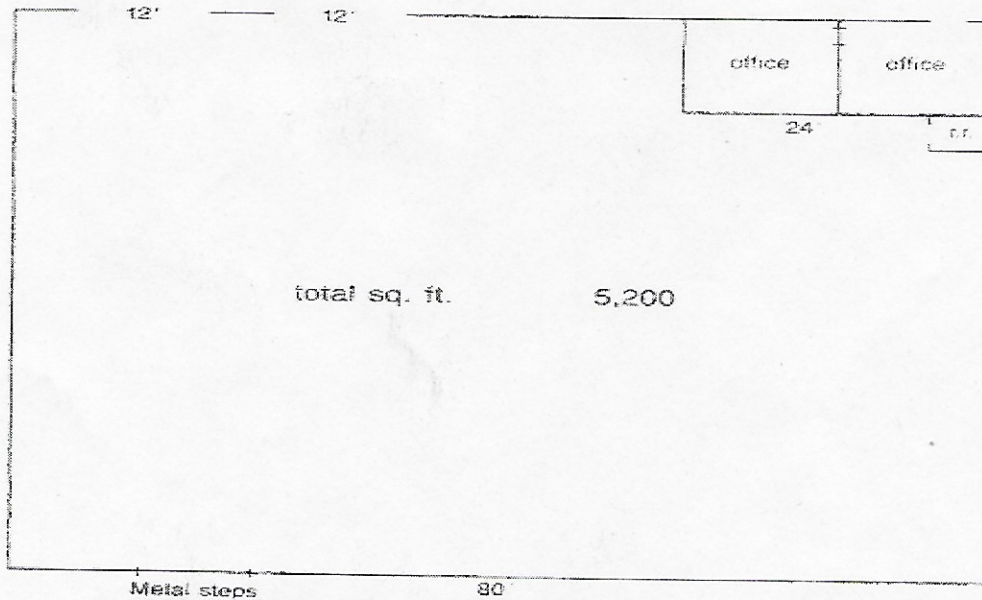 12' 12'
office office
24'
r.r.
total sq. ft. 5,200
Metal steps 80'